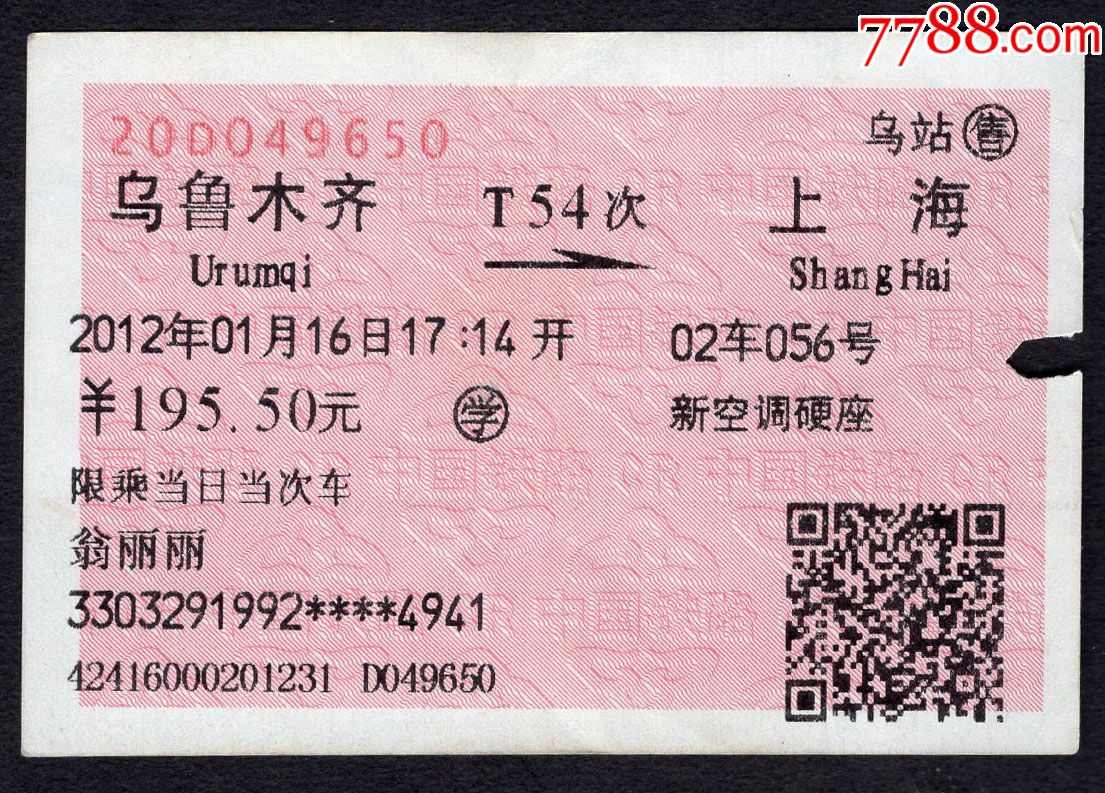 7788.com
20D049650
乌站售
乌鲁木齐 T54次 上海
Urumqi ShangHai
2012年01月16日17:14开 02车056号
¥195.50元 学 新空调硬座
限乘当日当次车
翁丽丽
3303291992****4941
42416000201231 D049650